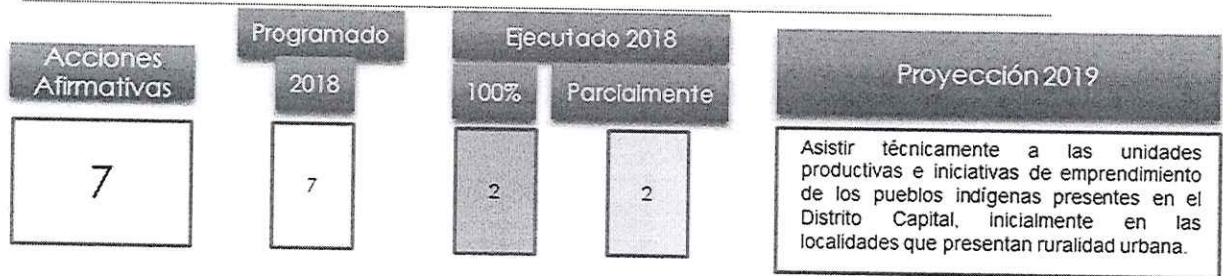 Acciones
Afirmativas
7
Programado
2018
7
Ejecutado 2018
100%
Parcialmente
2
2
Proyección 2019
Asistir técnicamente a las unidades
productivas e iniciativas de emprendimiento
de los pueblos indígenas presentes en el
Distrito Capital, inicialmente en las
localidades que presentan ruralidad urbana.